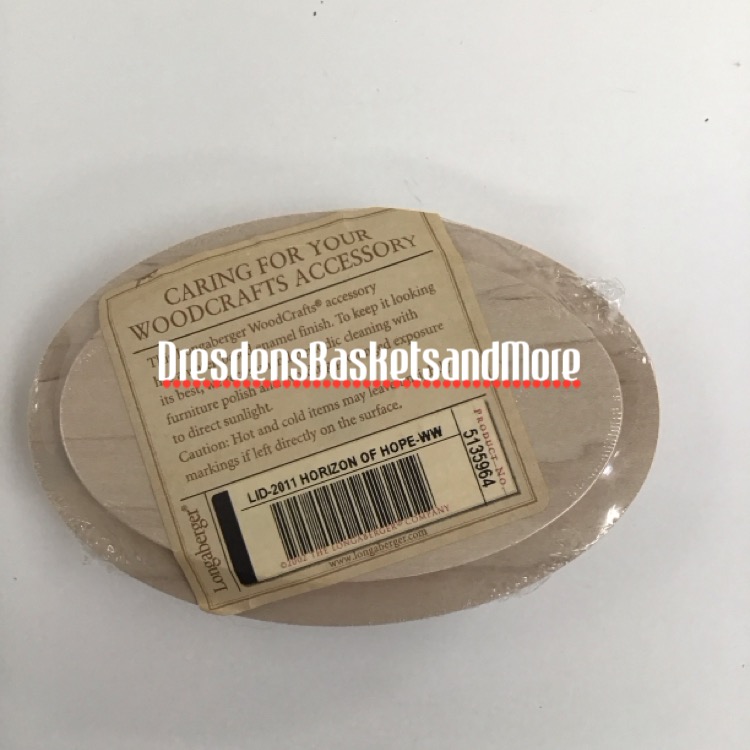 CARING FOR YOUR
WOODCRAFTS ACCESSORY
Longaberger WoodCrafts® accessory
enamel finish. To keep it looking
its best, cleaning with
furniture polish exposure
to direct sunlight.
Caution: Hot and cold items may leave
markings if left directly on the surface.
DresdensBasketsandMore
Longaberger®
LID-2011 HORIZON OF HOPE-WW
PRODUCT NO.
5135964
©2002 THE LONGABERGER® COMPANY
www.longaberger.com